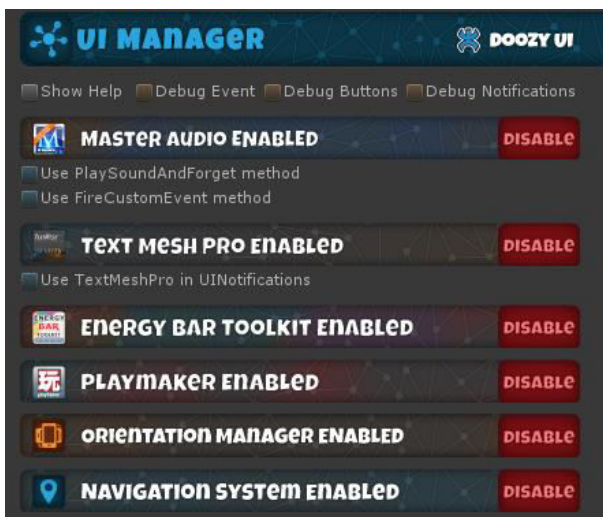 UI MANAGER DOOZY UI
Show Help Debug Event Debug Buttons Debug Notifications
MASTER AUDIO ENABLED DISABLE
Use PlaySoundAndForget method
Use FireCustomEvent method
TEXT MESH PRO ENABLED DISABLE
Use TextMeshPro in UINotifications
ENERGY BAR TOOLKIT ENABLED DISABLE
玩 PLAYMAKER ENABLED DISABLE
ORIENTATION MANAGER ENABLED DISABLE
NAVIGATION SYSTEM ENABLED DISABLE